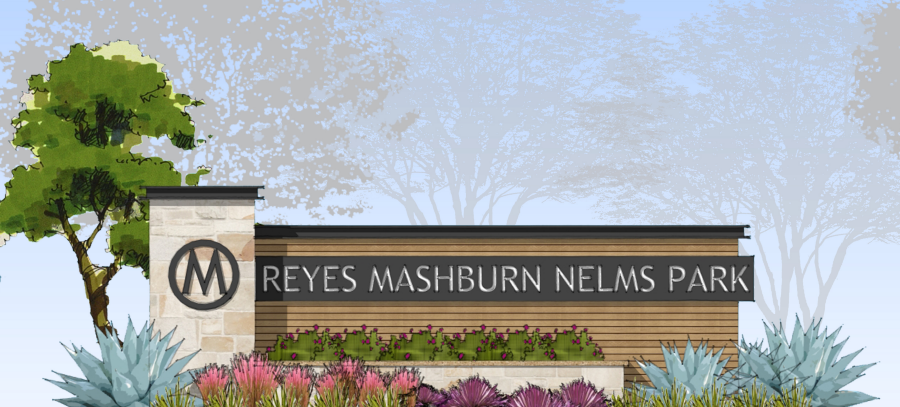 M
REYES MASHBURN NELMS PARK